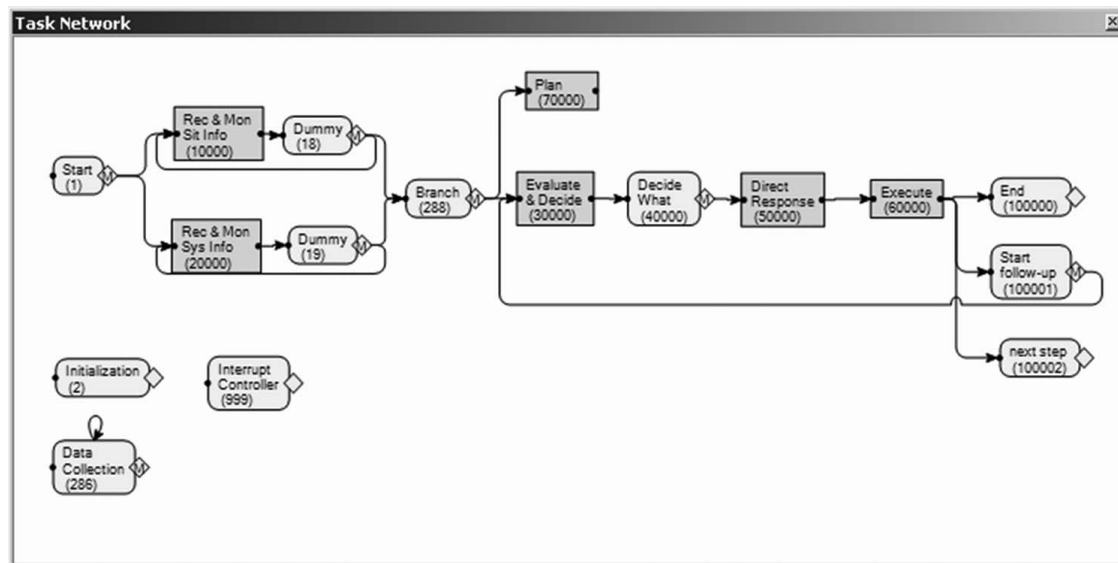 Task Network
Plan
(70000)
Rec & Mon
Sit Info
(10000)
Dummy
(18)
Start
(1)
M
M
Branch
(288)
M
Evaluate
& Decide
(30000)
Decide
What
(40000)
M
Direct
Response
(50000)
Execute
(60000)
End
(100000)
Rec & Mon
Sys Info
(20000)
Dummy
(19)
M
Start
follow-up
(100001)
M
next step
(100002)
Initialization
(2)
Interrupt
Controller
(999)
Data
Collection
(286)
M